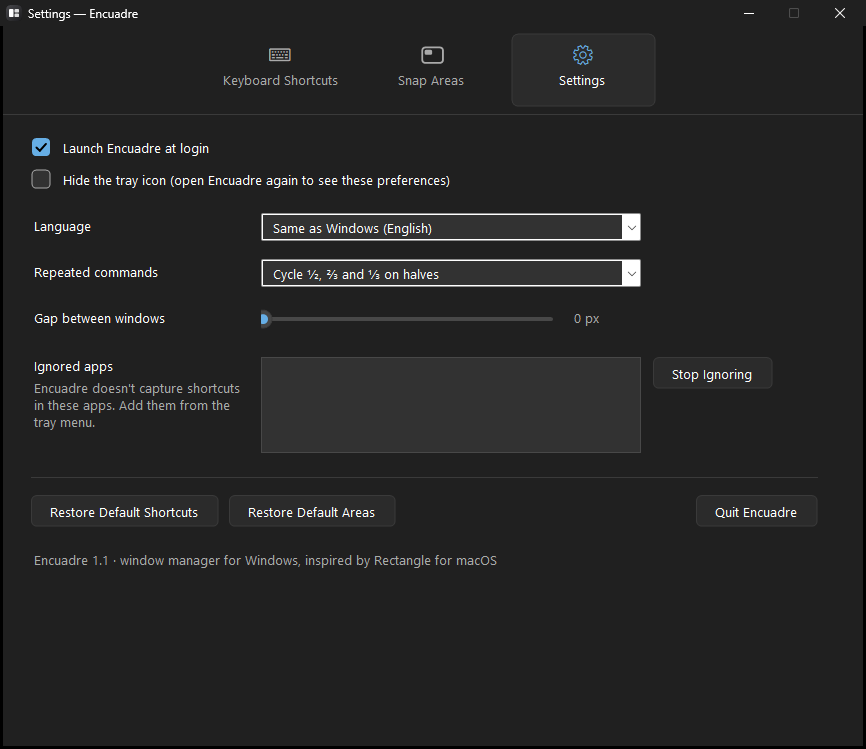 Settings — Encuadre
Keyboard Shortcuts
Snap Areas
Settings
Launch Encuadre at login
Hide the tray icon (open Encuadre again to see these preferences)
Language
Same as Windows (English)
Repeated commands
Cycle ½, ⅔ and ⅓ on halves
Gap between windows
0 px
Ignored apps
Encuadre doesn't capture shortcuts
in these apps. Add them from the
tray menu.
Stop Ignoring
Restore Default Shortcuts
Restore Default Areas
Quit Encuadre
Encuadre 1.1 · window manager for Windows, inspired by Rectangle for macOS